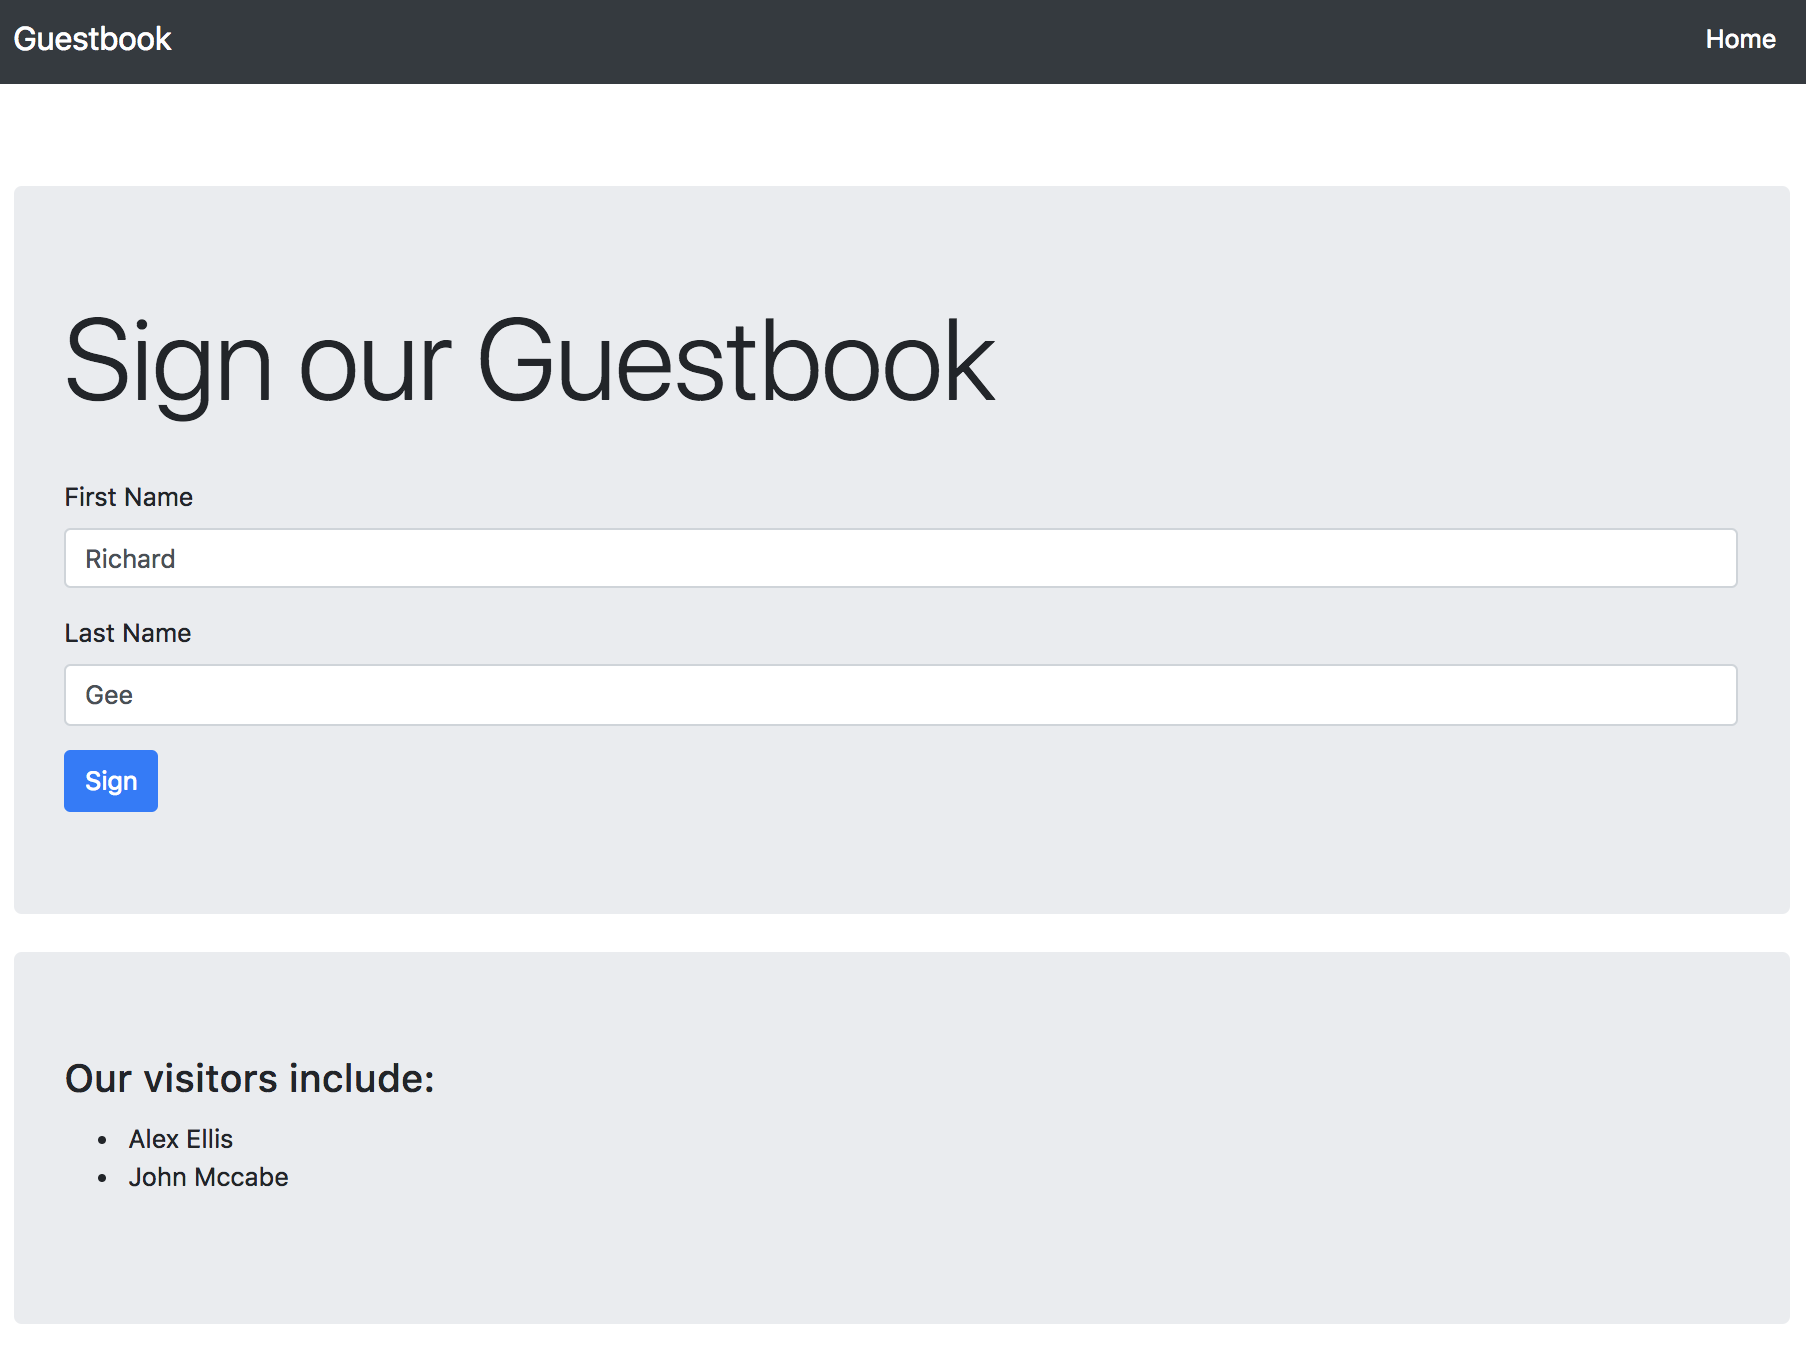 Guestbook
Home
Sign our Guestbook
First Name
Richard
Last Name
Gee
Sign
Our visitors include:
Alex Ellis
John Mccabe